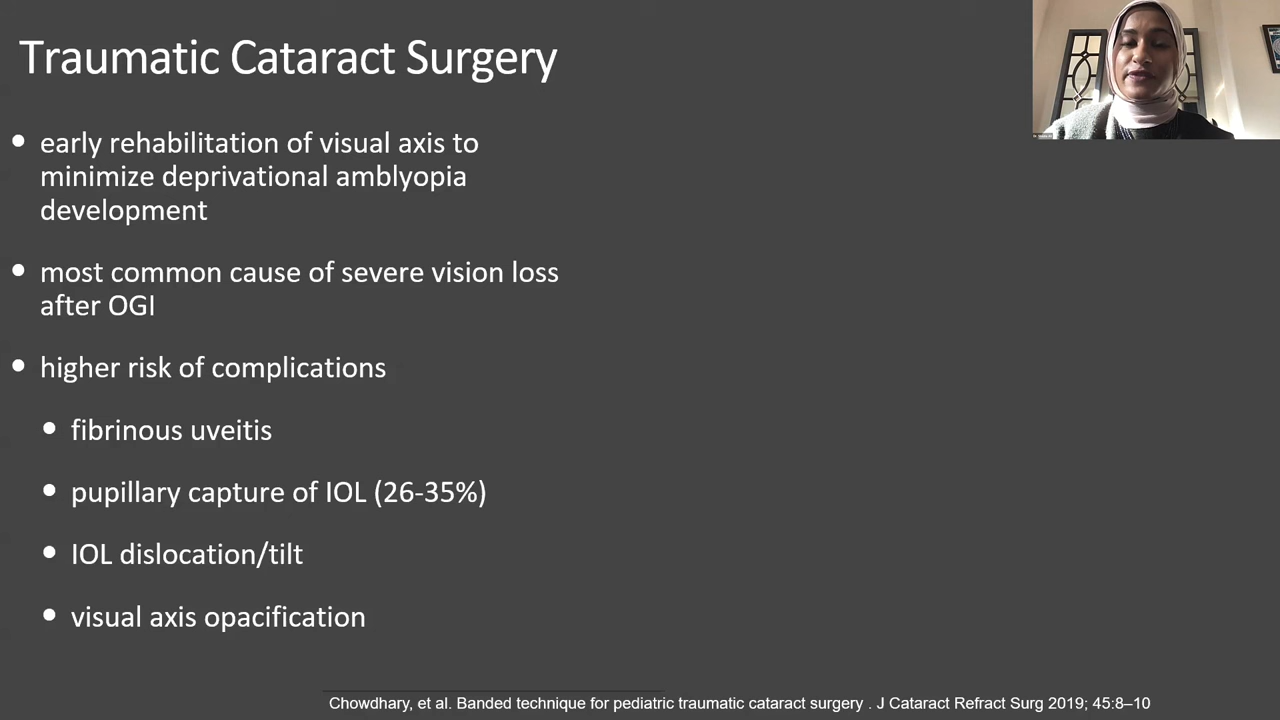 Traumatic Cataract Surgery
• early rehabilitation of visual axis to
minimize deprivational amblyopia
development
• most common cause of severe vision loss
after OGI
• higher risk of complications
• fibrinous uveitis
• pupillary capture of IOL (26-35%)
• IOL dislocation/tilt
• visual axis opacification
Chowdhary, et al. Banded technique for pediatric traumatic cataract surgery . J Cataract Refract Surg 2019; 45:8–10